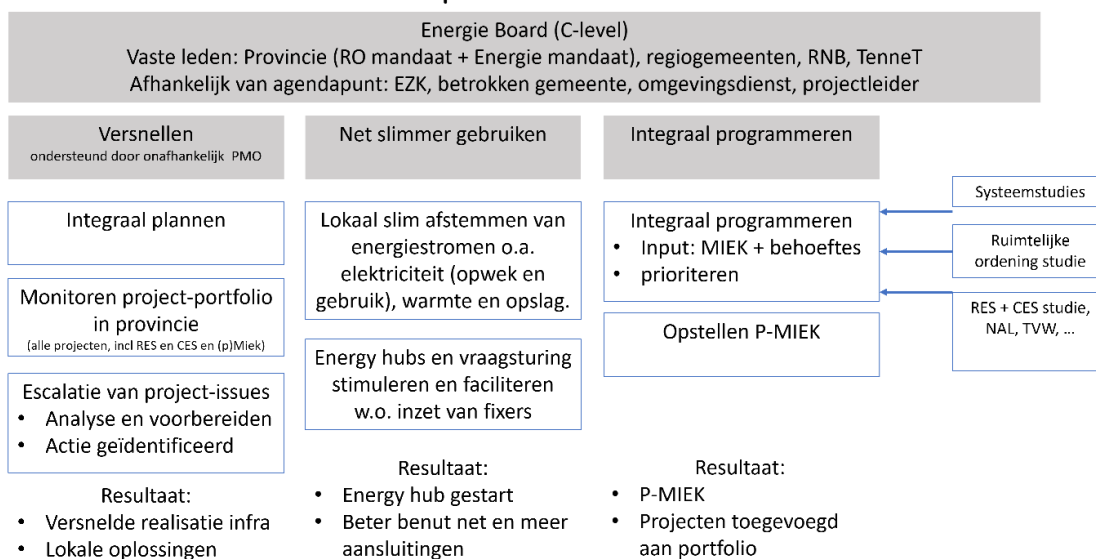 Energie Board (C-level)
Vaste leden: Provincie (RO mandaat + Energie mandaat), regiogemeenten, RNB, TenneT
Afhankelijk van agendapunt: EZK, betrokken gemeente, omgevingsdienst, projectleider
Versnellen
ondersteund door onafhankelijk PMO
Integraal plannen
Monitoren project-portfolio
in provincie
(alle projecten, incl RES en CES en (p)Miek)
Escalatie van project-issues
• Analyse en voorbereiden
• Actie geïdentificeerd
Resultaat:
• Versnelde realisatie infra
• Lokale oplossingen
Net slimmer gebruiken
Lokaal slim afstemmen van
energiestromen o.a.
elektriciteit (opwek en
gebruik), warmte en opslag.
Energy hubs en vraagsturing
stimuleren en faciliteren
w.o. inzet van fixers
Resultaat:
• Energy hub gestart
• Beter benut net en meer
aansluitingen
Integraal programmeren
Integraal programmeren
• Input: MIEK + behoeftes
• prioriteren
Opstellen P-MIEK
Resultaat:
• P-MIEK
• Projecten toegevoegd
aan portfolio
Systeemstudies
Ruimtelijke
ordening studie
RES + CES studie,
NAL, TVW, ...